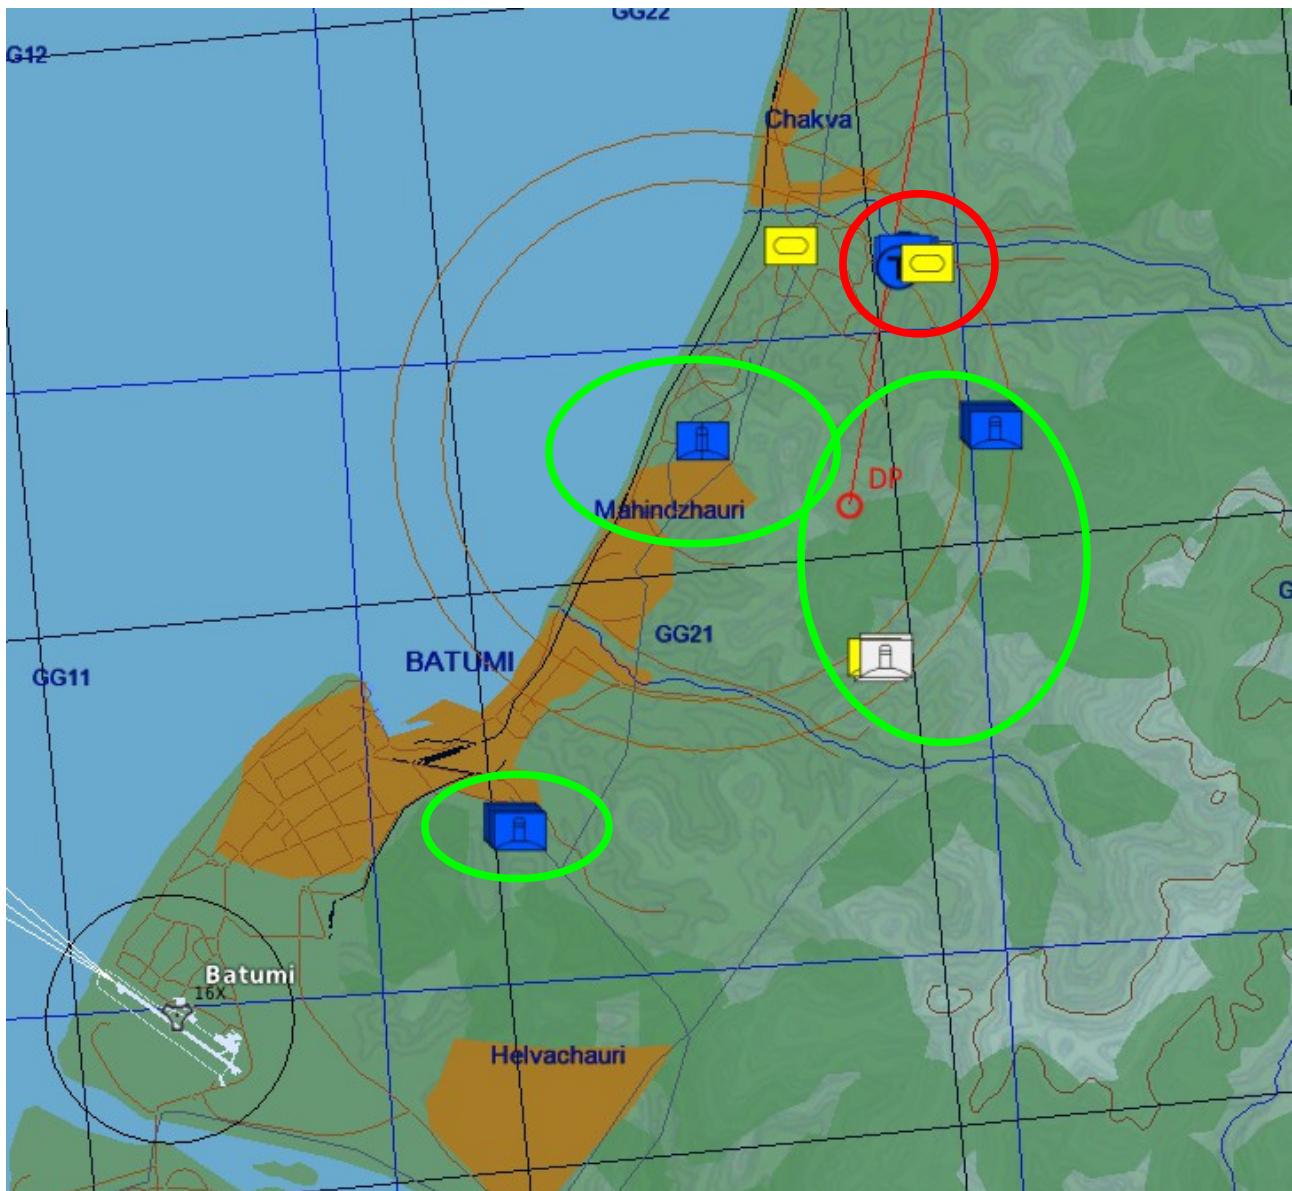 GG22
G12
Chakva
DP
Mahindzhauri
G
GG21
BATUMI
GG11
Batumi
16X
Helvachauri